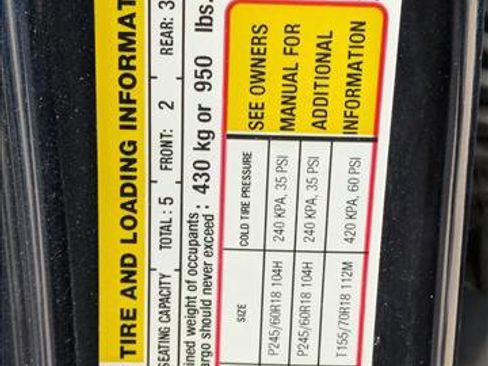 TIRE AND LOADING INFORMAT
SEATING CAPACITY TOTAL: 5 FRONT: 2 REAR: 3
ined weight of occupants
argo should never exceed: 430 kg or 950 lbs.
SIZE COLD TIRE PRESSURE
P245/60R18 104H 240 KPA, 35 PSI
P245/60R18 104H 240 KPA, 35 PSI
T155/70R18 112M 420 KPA, 60 PSI
SEE OWNERS
MANUAL FOR
ADDITIONAL
INFORMATION